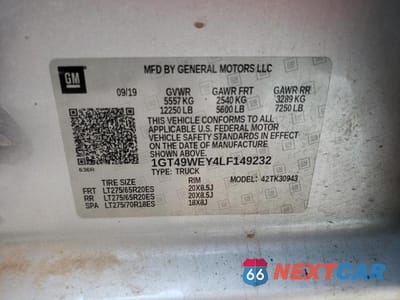 GM
MFD BY GENERAL MOTORS LLC
09/19 GVWR GAWR FRT GAWR RR
5557 KG 2540 KG 3289 KG
12250 LB 5600 LB 7250 LB
THIS VEHICLE CONFORMS TO ALL APPLICABLE
U.S. FEDERAL MOTOR VEHICLE SAFETY
STANDARDS IN EFFECT ON THE DATE OF
MANUFACTURE SHOWN ABOVE.
1GT49WEY4LF149232
TYPE: TRUCK MODEL: 42TK30943
TIRE SIZE RIM
FRT LT275/65R20ES 20X8.5J
RR LT275/65R20ES 20X8.5J
SPA LT275/70R18ES 18X8J
66 NEXTCAR